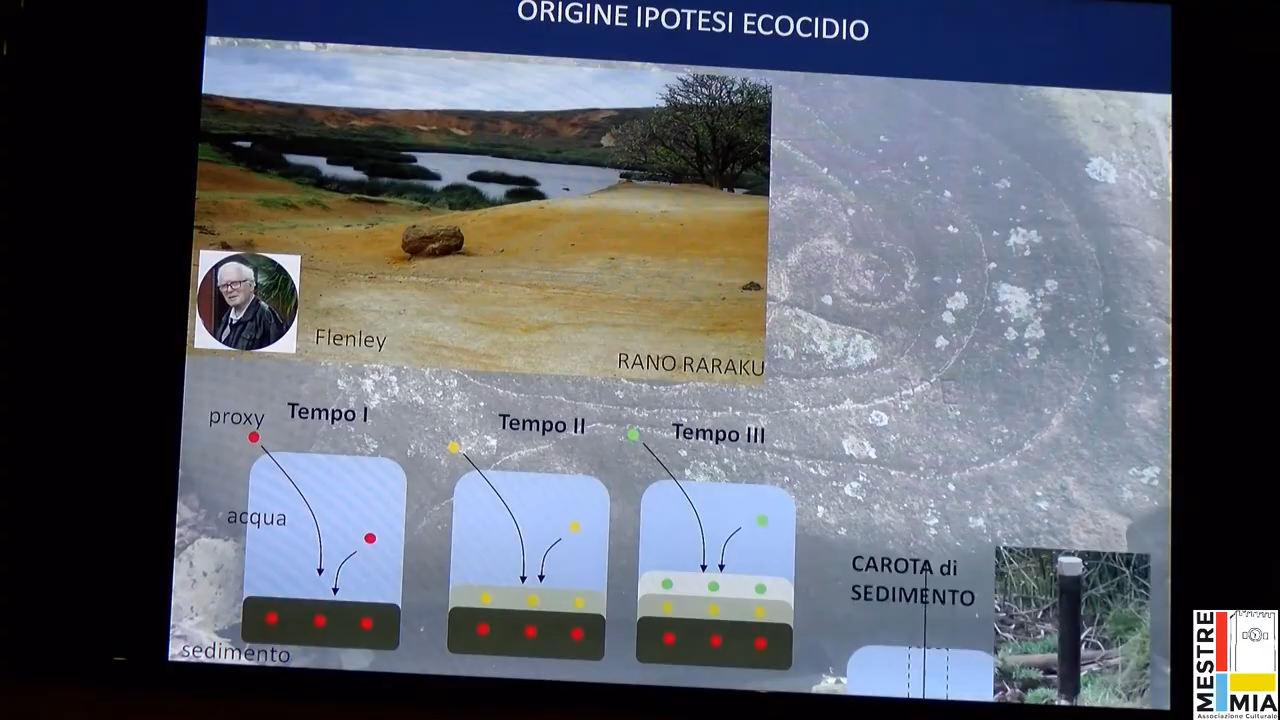 ORIGINE IPOTESI ECOCIDIO
Flenley
RANO RARAKU
proxy
Tempo I
Tempo II
Tempo III
acqua
sedimento
CAROTA di
SEDIMENTO
MESTRE
MIA
Associazione Culturale